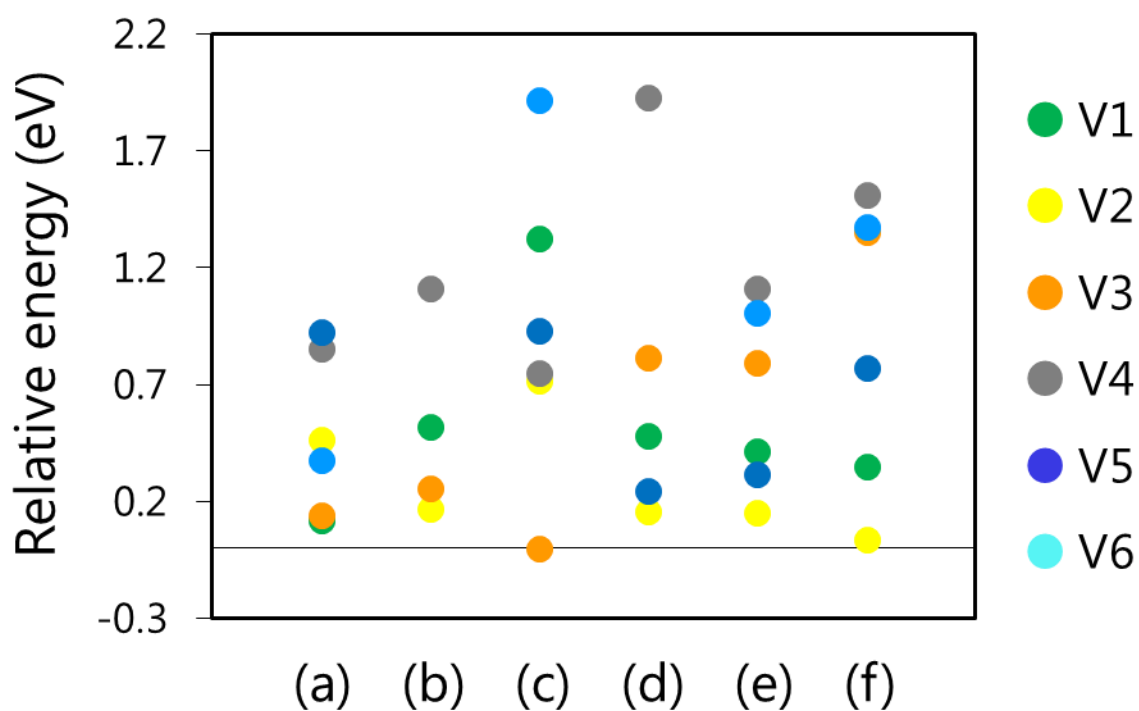 Relative energy (eV)
2.2
1.7
1.2
0.7
0.2
-0.3
(a) (b) (c) (d) (e) (f)
V1
V2
V3
V4
V5
V6